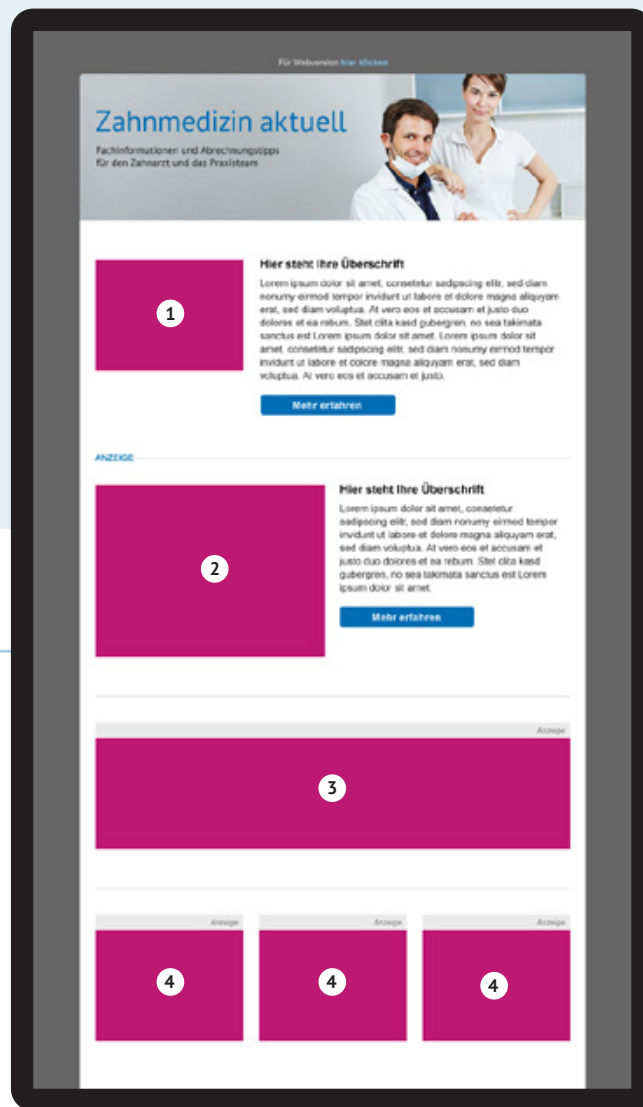 Für Webversion hier klicken
Zahnmedizin aktuell
Fachinformationen und Abrechnungstipps
für den Zahnarzt und das Praxisteam
1
Hier steht Ihre Überschrift
Lorem ipsum dolor sit amet, consetetur sadipscing elitr, sed diam
nonumy eirmod tempor invidunt ut labore et dolore magna aliquyam
erat, sed diam voluptua. At vero eos et accusam et justo duo
dolores et ea rebum. Stet clita kasd gubergren, no sea takimata
sanctus est Lorem ipsum dolor sit amet. Lorem ipsum dolor sit
amet, consetetur sadipscing elitr, sed diam nonumy eirmod tempor
invidunt ut labore et dolore magna aliquyam erat, sed diam
voluptua. At vero eos et accusam et justo.
Mehr erfahren
ANZEIGE
2
Hier steht Ihre Überschrift
Lorem ipsum dolor sit amet, consetetur
sadipscing elitr, sed diam nonumy eirmod tempor
invidunt ut labore et dolore magna aliquyam erat,
sed diam voluptua. At vero eos et accusam et
justo duo dolores et ea rebum. Stet clita kasd
gubergren, no sea takimata sanctus est Lorem
ipsum dolor sit amet.
Mehr erfahren
Anzeige
3
Anzeige
Anzeige
Anzeige
4
4
4